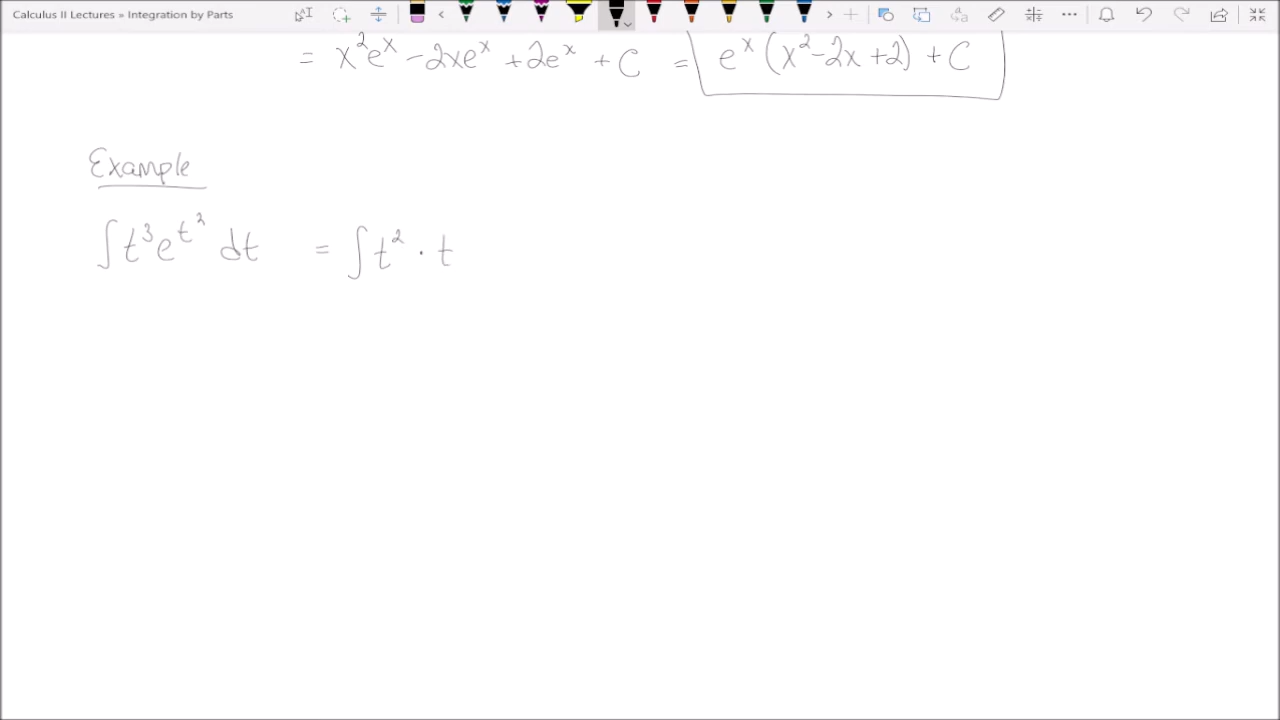 Calculus II Lectures » Integration by Parts
= x²eˣ - 2xeˣ + 2eˣ + C = eˣ (x² - 2x + 2) + C
Example
∫t³e^t² dt = ∫t² · t